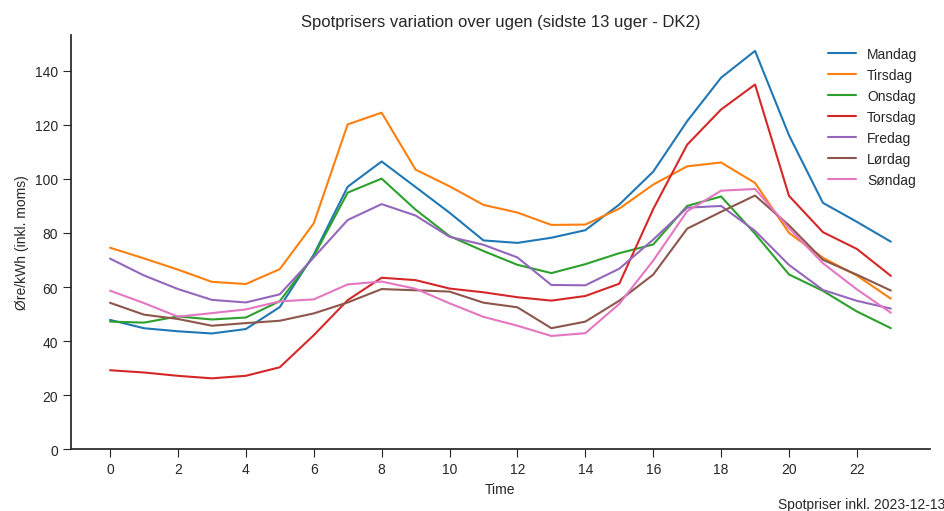 Spotprisers variation over ugen (sidste 13 uger - DK2)
Øre/kWh (inkl. moms)
140
120
100
80
60
40
20
0
0 2 4 6 8 10 12 14 16 18 20 22
Time
Mandag
Tirsdag
Onsdag
Torsdag
Fredag
Lørdag
Søndag
Spotpriser inkl. 2023-12-13